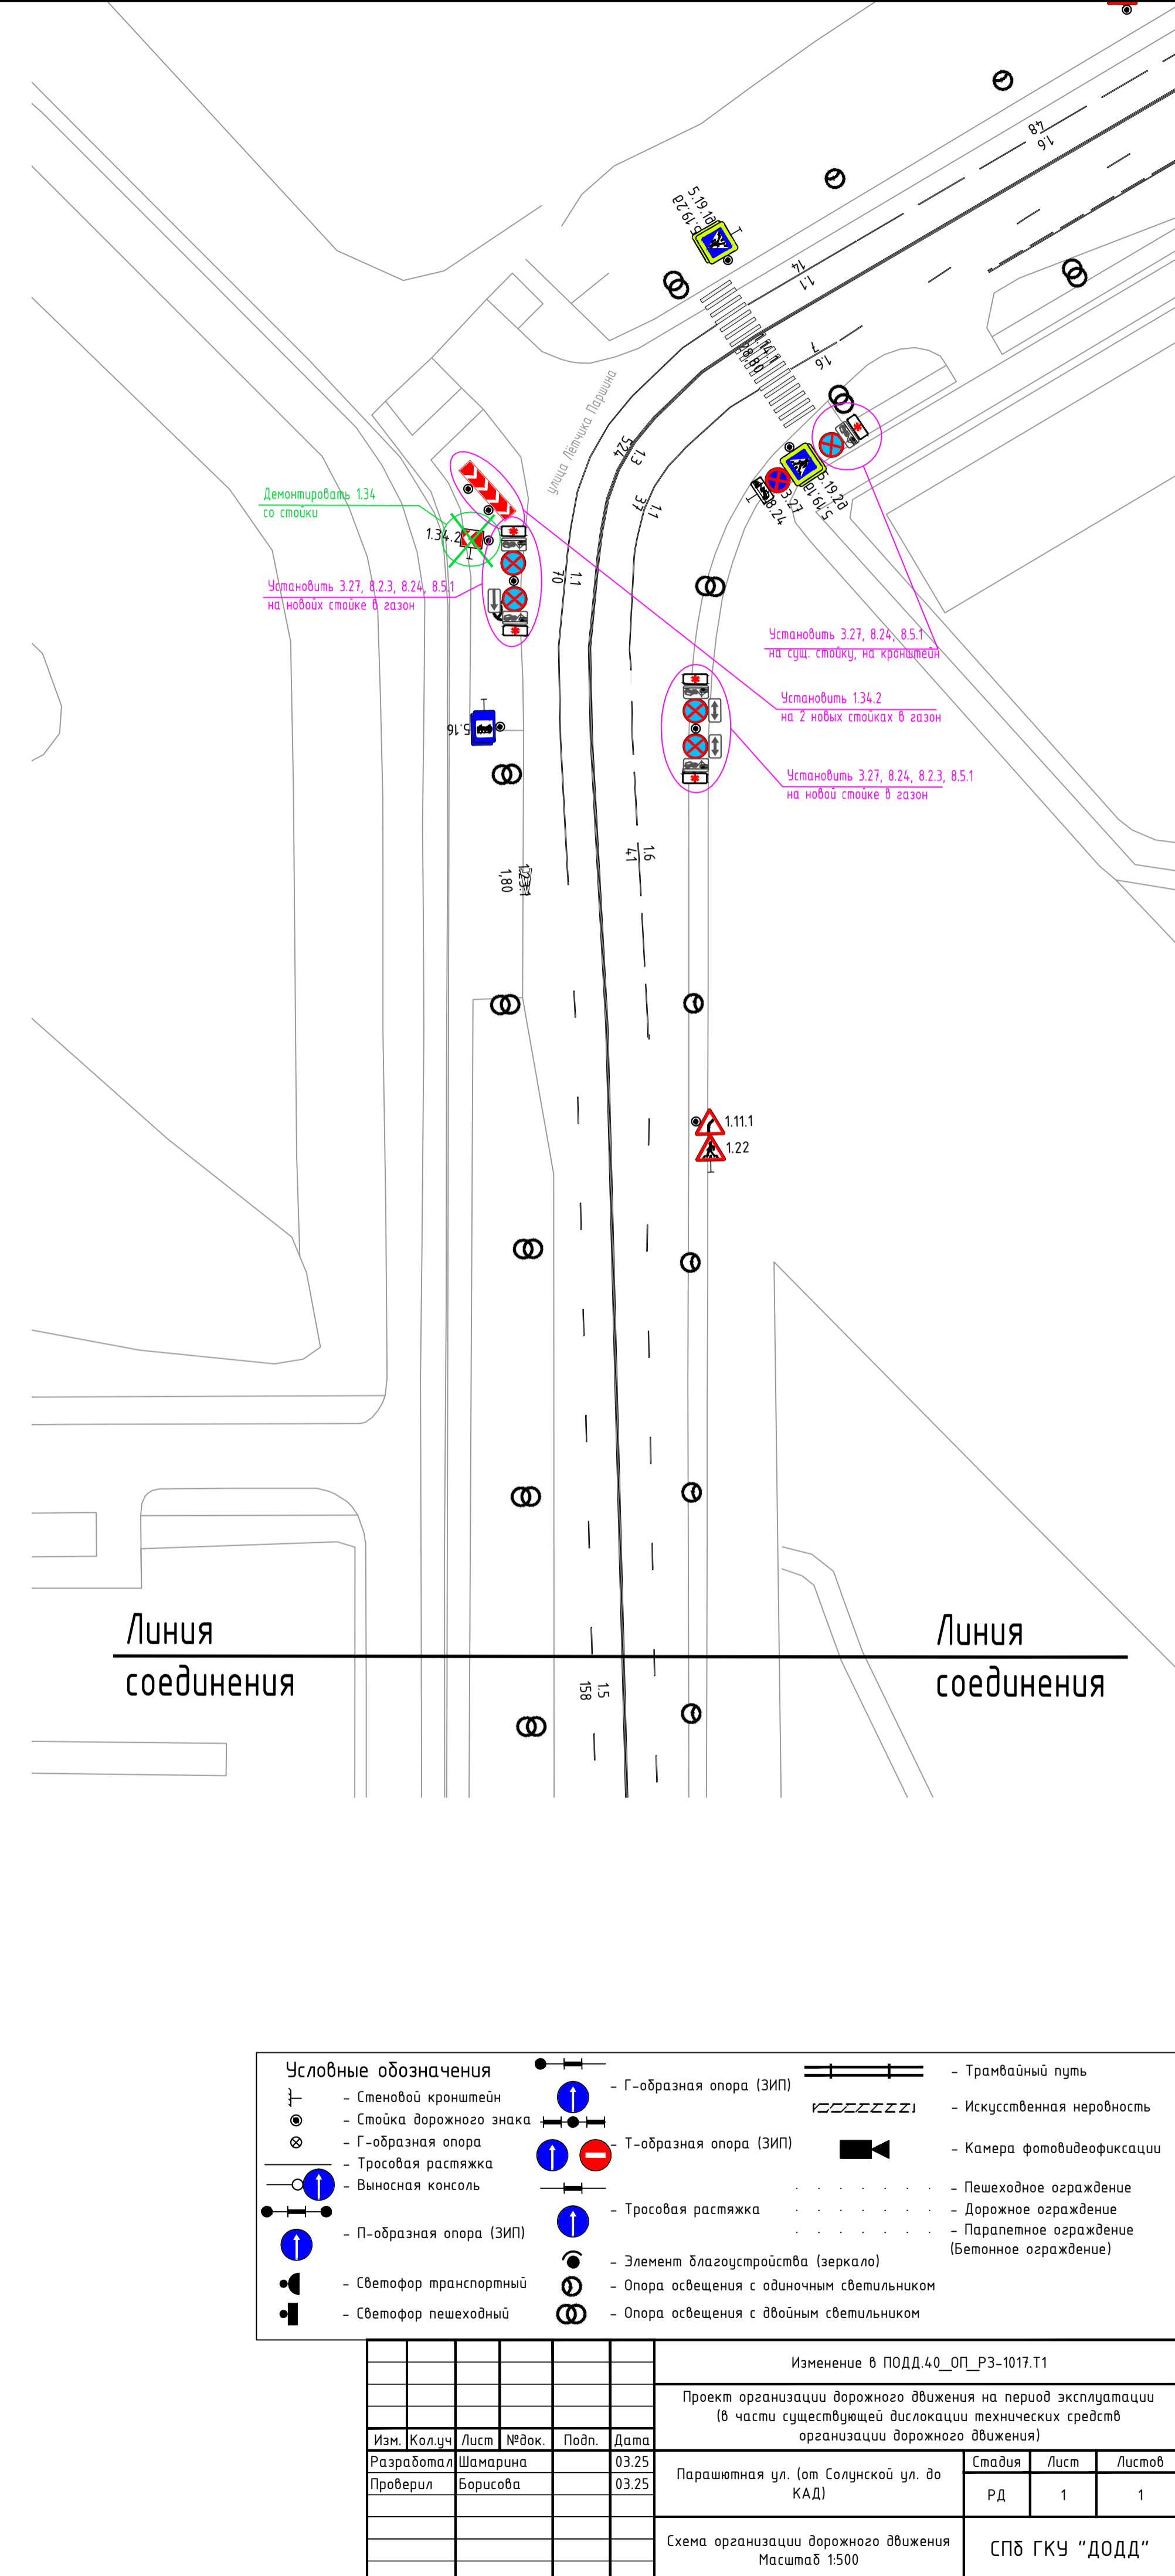 48
1.6
5.19.1д
5.19.2д
14
1.1
7
1.6
улица Лётчика Паршина
524
1.3
37
1.1
5.19.2д
5.19.1д
3.27
8.24
Демонтировать 1.34
со стойки
1.34.2
Установить 3.27, 8.2.3, 8.24, 8.5.1
на новойх стойке в газон
70
1.1
Установить 3.27, 8.24, 8.5.1
на сущ. стойку, на кронштейн
Установить 1.34.2
на 2 новых стойках в газон
5.16
Установить 3.27, 8.24, 8.2.3, 8.5.1
на новой стойке в газон
41
1.6
1,80
1.11.1
1.22
Линия
соединения
Линия
соединения
158
1.5
Условные обозначения
- Стеновой кронштейн
- Стойка дорожного знака
- Г-образная опора
- Тросовая растяжка
- Выносная консоль
- П-образная опора (ЗИП)
- Светофор транспортный
- Светофор пешеходный
- Г-образная опора (ЗИП)
- Т-образная опора (ЗИП)
- Тросовая растяжка
- Элемент благоустройства (зеркало)
- Опора освещения с одиночным светильником
- Опора освещения с двойным светильником
- Трамвайный путь
- Искусственная неровность
- Камера фотовидеофиксации
- Пешеходное ограждение
- Дорожное ограждение
- Парапетное ограждение
(Бетонное ограждение)
Изменение в ПОДД.40_ОП_РЗ-1017.Т1
Проект организации дорожного движения на период эксплуатации
(в части существующей дислокации технических средств
организации дорожного движения)
Изм. Кол.уч Лист №док. Подп. Дата
Разработал Шамарина 03.25
Проверил Борисова 03.25
Парашютная ул. (от Солунской ул. до
КАД)
Стадия Лист Листов
РД 1 1
Схема организации дорожного движения
Масштаб 1:500
СПб ГКУ "ДОДД"